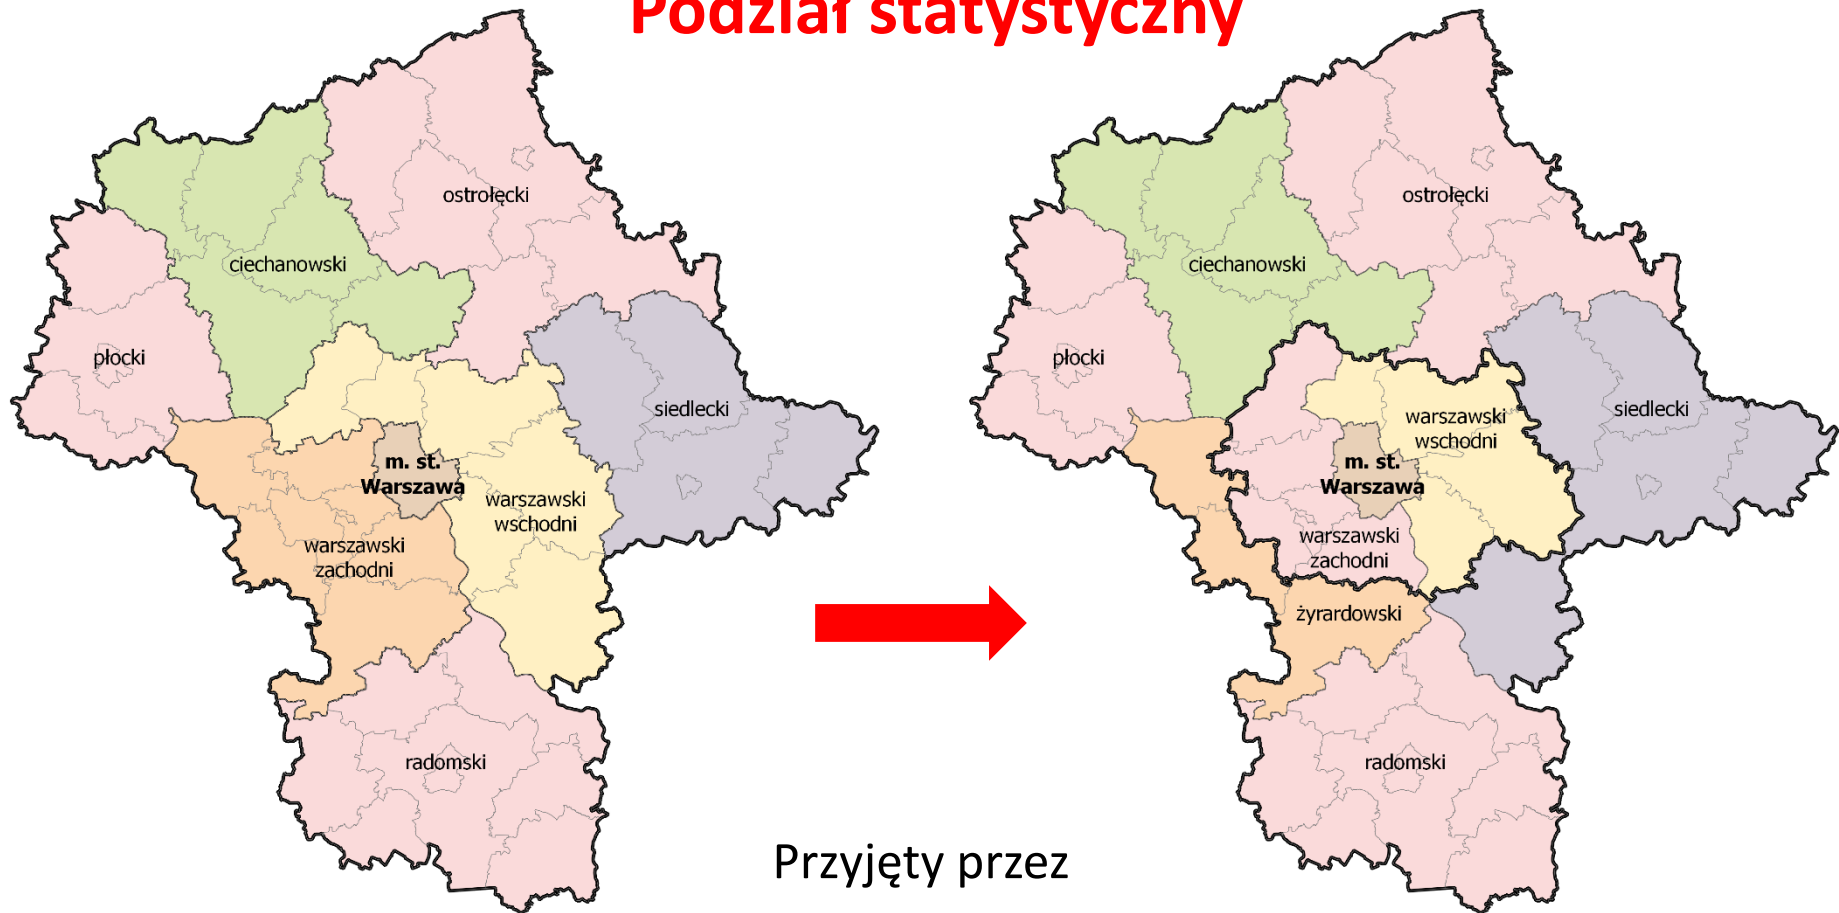 Podział statystyczny
ostrołęcki
ciechanowski
płocki
siedlecki
m. st.
Warszawa
warszawski
wschodni
warszawski
zachodni
radomski
ostrołęcki
ciechanowski
płocki
siedlecki
warszawski
wschodni
m. st.
Warszawa
warszawski
zachodni
żyrardowski
radomski
Przyjęty przez